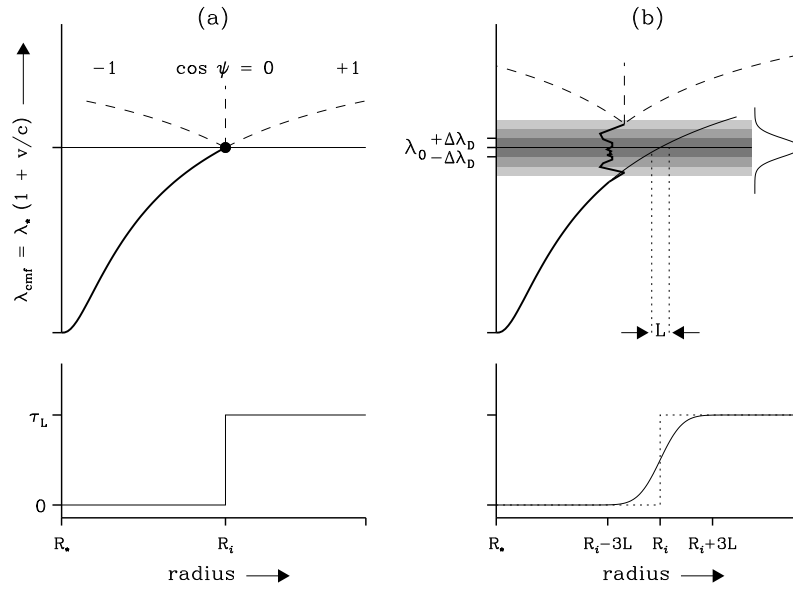 (a)
−1 cos ψ = 0 +1
λcmf = λ* (1 + v/c)
τL
0
R* Ri
radius
(b)
+ΔλD
λ0
−ΔλD
L
R* Ri−3L Ri Ri+3L
radius